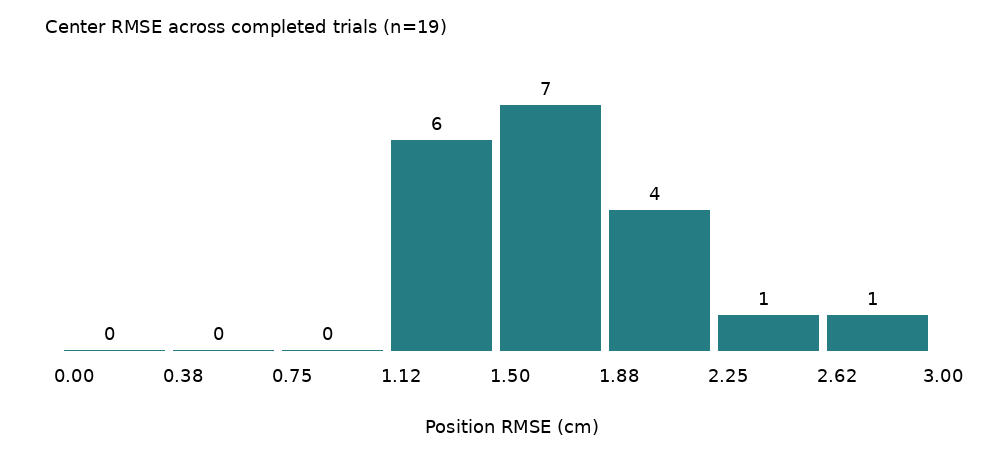 Center RMSE across completed trials (n=19)
7
6
4
1 1
0 0 0
0.00 0.38 0.75 1.12 1.50 1.88 2.25 2.62 3.00
Position RMSE (cm)